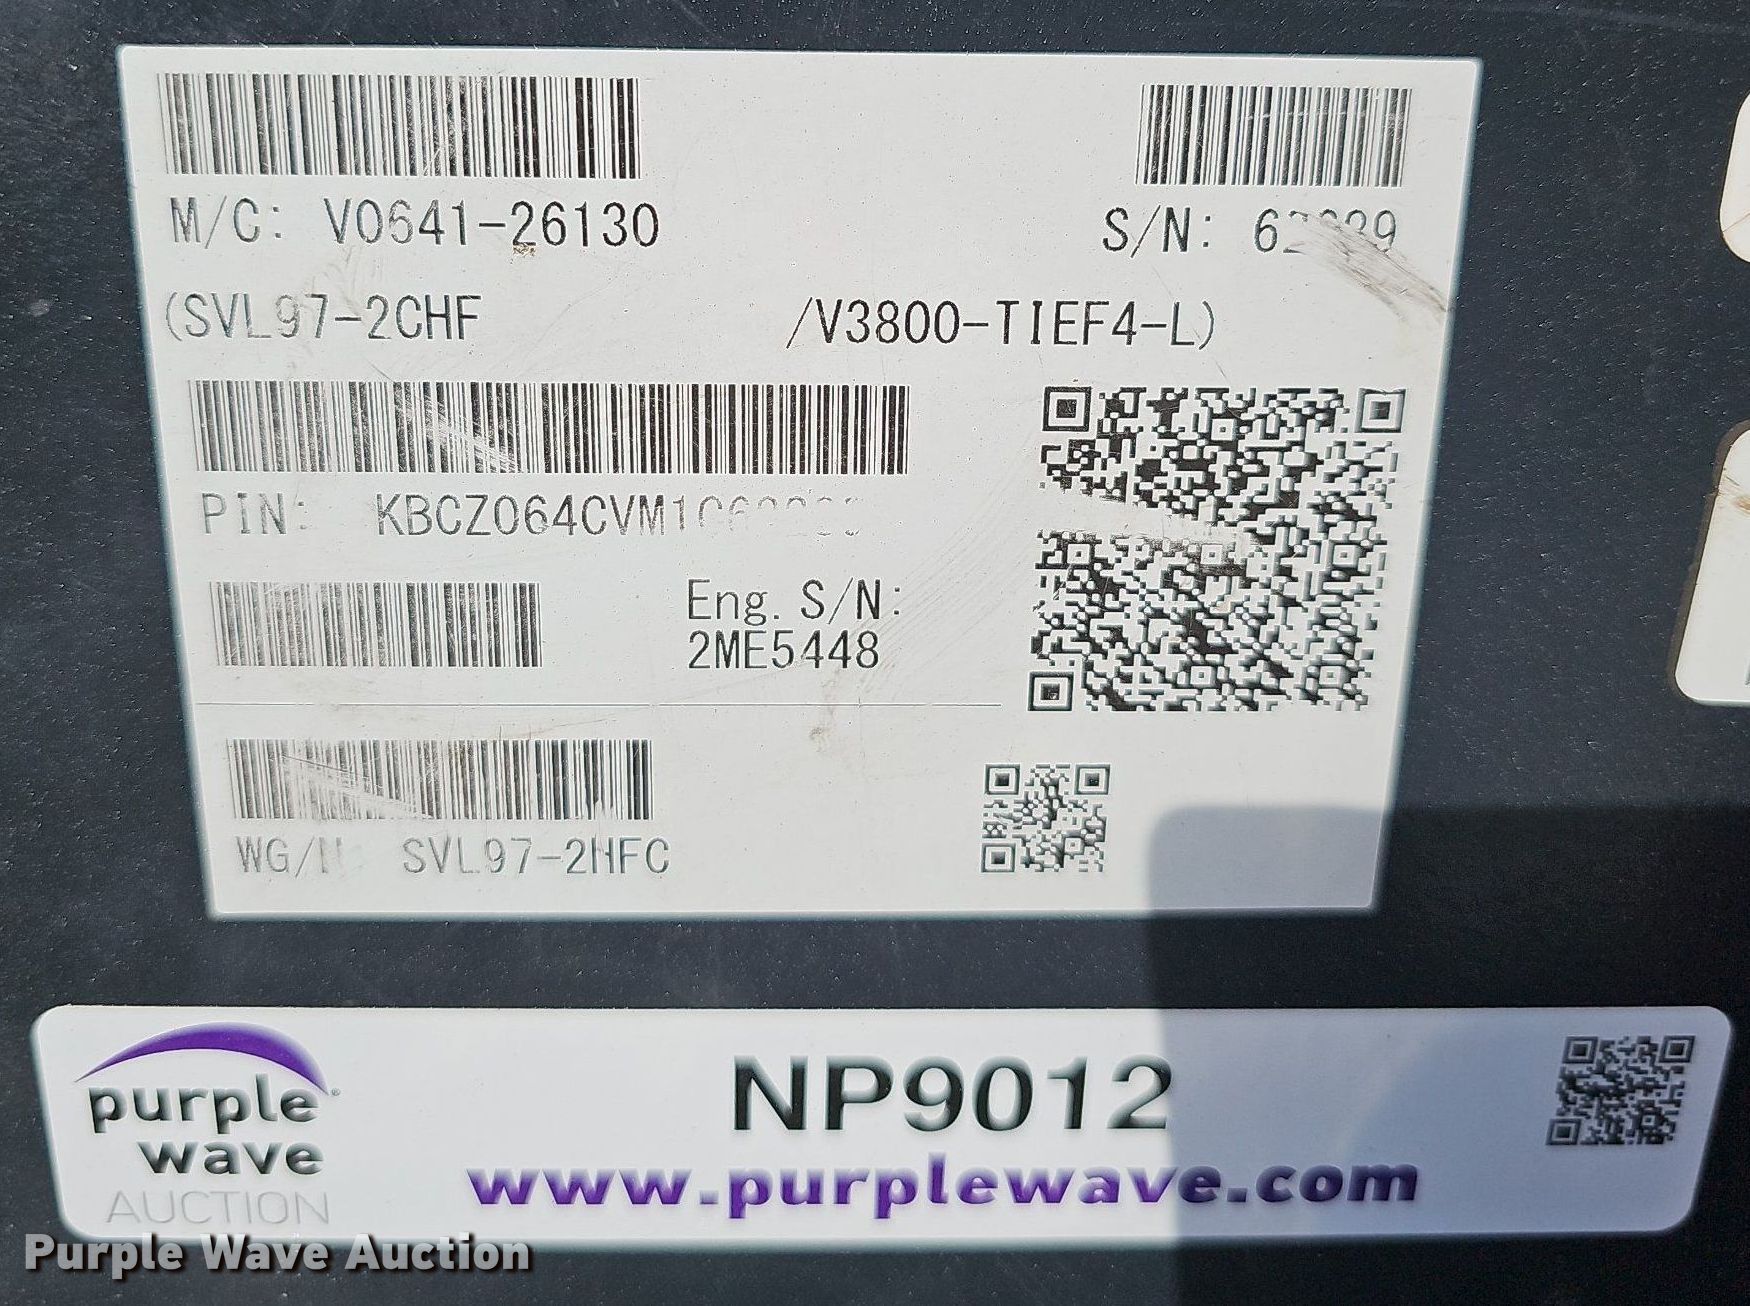 M/C: V0641-26130
S/N:
(SVL97-2CHF /V3800-TIEF4-L)
PIN:
Eng. S/N:
2ME5448
WG/N SVL97-2HFC
purple
wave
AUCTION
NP9012
www.purplewave.com
Purple Wave Auction